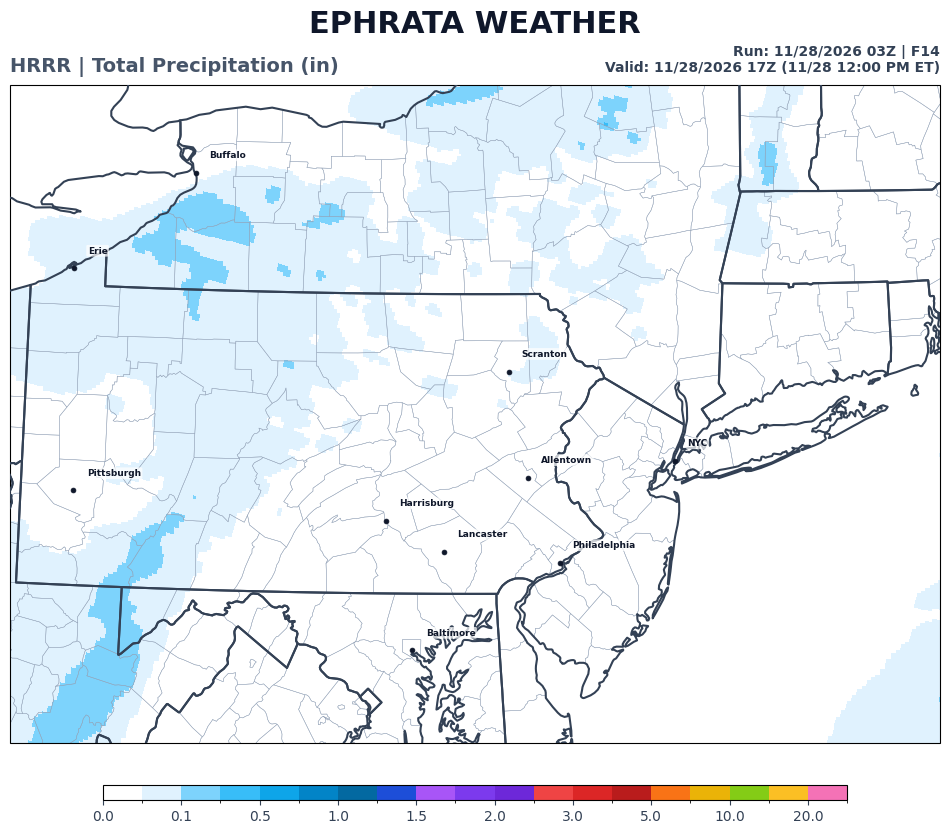 EPHRATA WEATHER
HRRR | Total Precipitation (in)
Run: 11/28/2026 03Z | F14
Valid: 11/28/2026 17Z (11/28 12:00 PM ET)
Buffalo
Erie
Scranton
NYC
Allentown
Pittsburgh
Harrisburg
Lancaster
Philadelphia
Baltimore
0.0 0.1 0.5 1.0 1.5 2.0 3.0 5.0 10.0 20.0